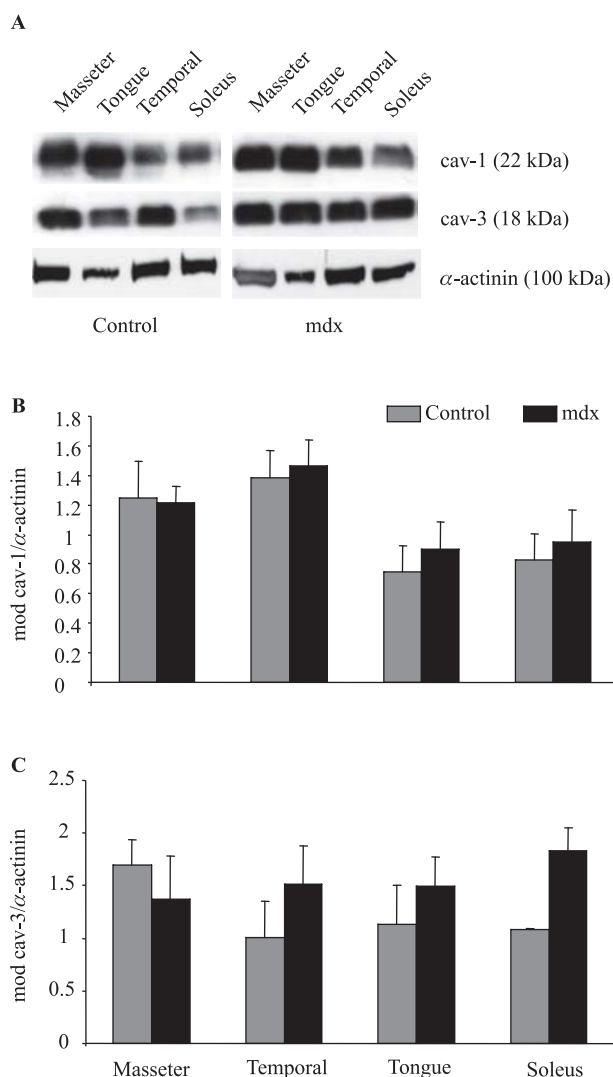 A
Masseter Tongue Temporal Soleus Masseter Tongue Temporal Soleus
cav-1 (22 kDa)
cav-3 (18 kDa)
α-actinin (100 kDa)
Control mdx
B
Control mdx
mod cav-1/α-actinin
1.8
1.6
1.4
1.2
1
0.8
0.6
0.4
0.2
0
C
mod cav-3/α-actinin
2.5
2
1.5
1
0.5
0
Masseter Temporal Tongue Soleus